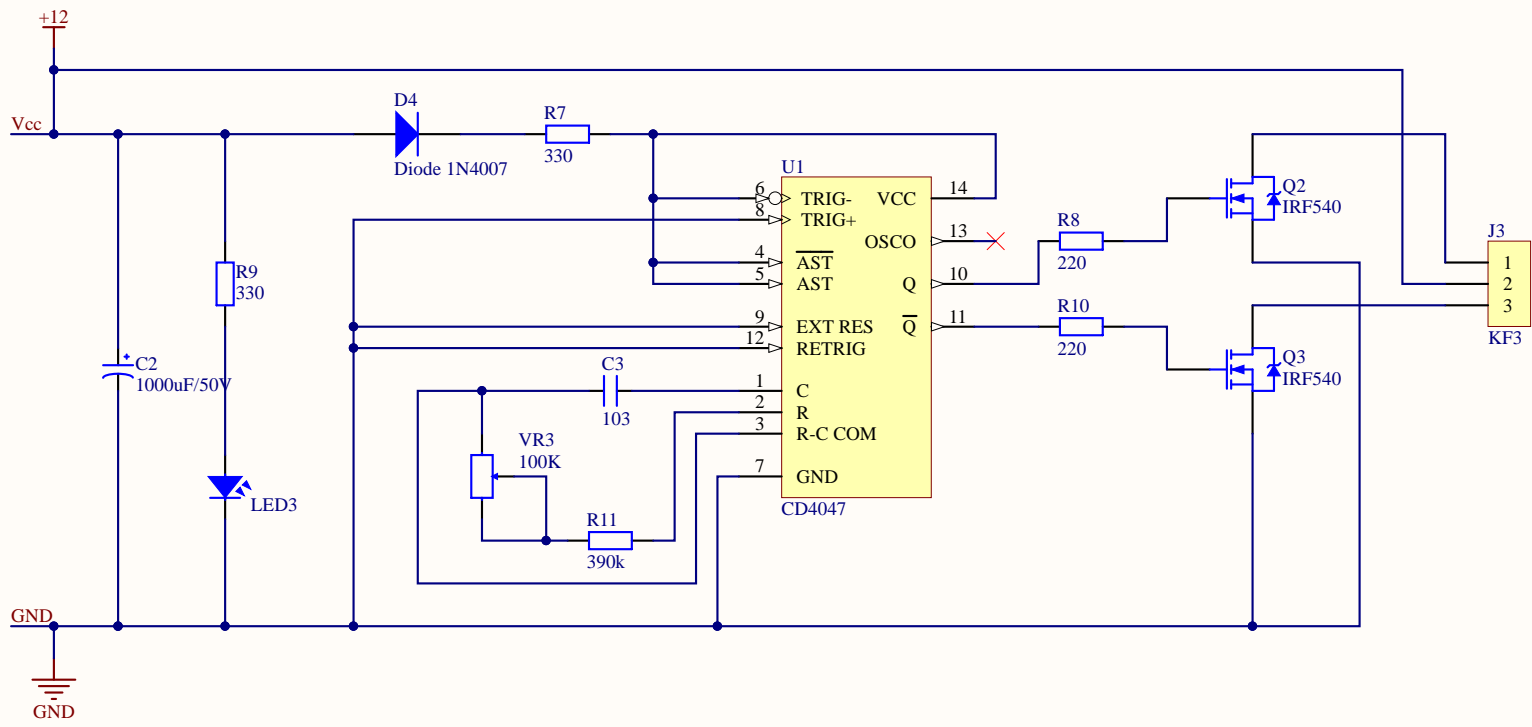 +12
Vcc
D4
Diode 1N4007
R7
330
U1
6 TRIG- VCC 14
8 TRIG+
OSCO 13
4 AST
5 AST Q 10
9 EXT RES Q 11
12 RETRIG
1 C
2 R
3 R-C COM
7 GND
CD4047
R8
220
R10
220
Q2
IRF540
Q3
IRF540
J3
1
2
3
KF3
R9
330
C2
1000uF/50V
LED3
C3
103
VR3
100K
R11
390k
GND
GND